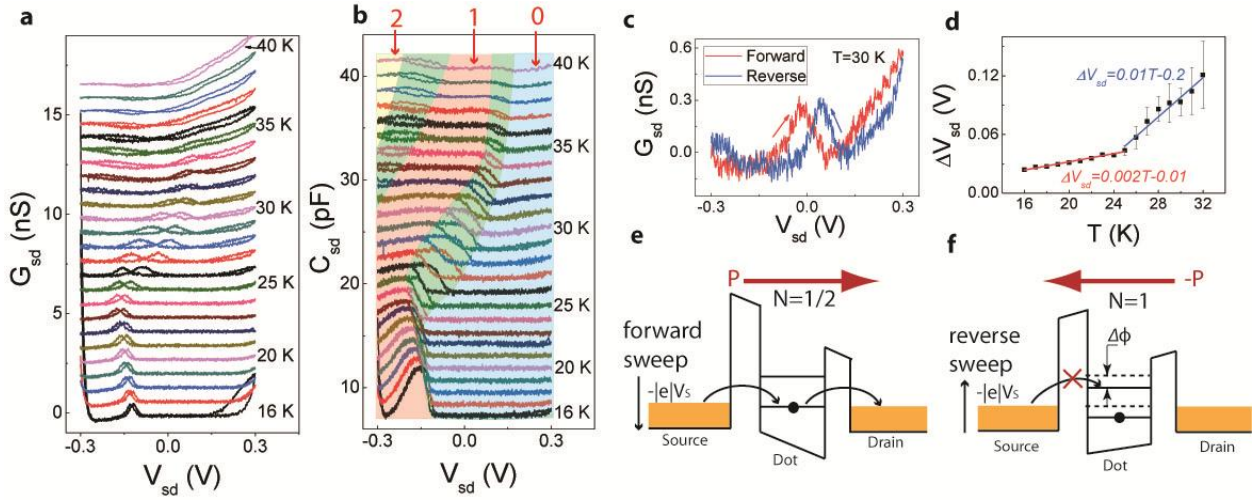 a
40 K
35 K
30 K
25 K
20 K
16 K
15
10
5
0
-0.3
0.0
0.3
G_sd (nS)
V_sd (V)
b
2
1
0
40 K
35 K
30 K
25 K
20 K
16 K
40
30
20
10
-0.3
0.0
0.3
C_sd (pF)
V_sd (V)
c
Forward
Reverse
T=30 K
0.6
0.3
0.0
-0.3
0.0
0.3
G_sd (nS)
V_sd (V)
d
ΔV_sd=0.01T-0.2
ΔV_sd=0.002T-0.01
0.12
0.06
0.00
16 20 24 28 32
ΔV_sd (V)
T (K)
e
P
N=1/2
forward
sweep
-|e|Vs
Source
Dot
Drain
f
-P
N=1
reverse
sweep
Δϕ
-|e|Vs
Source
Dot
Drain